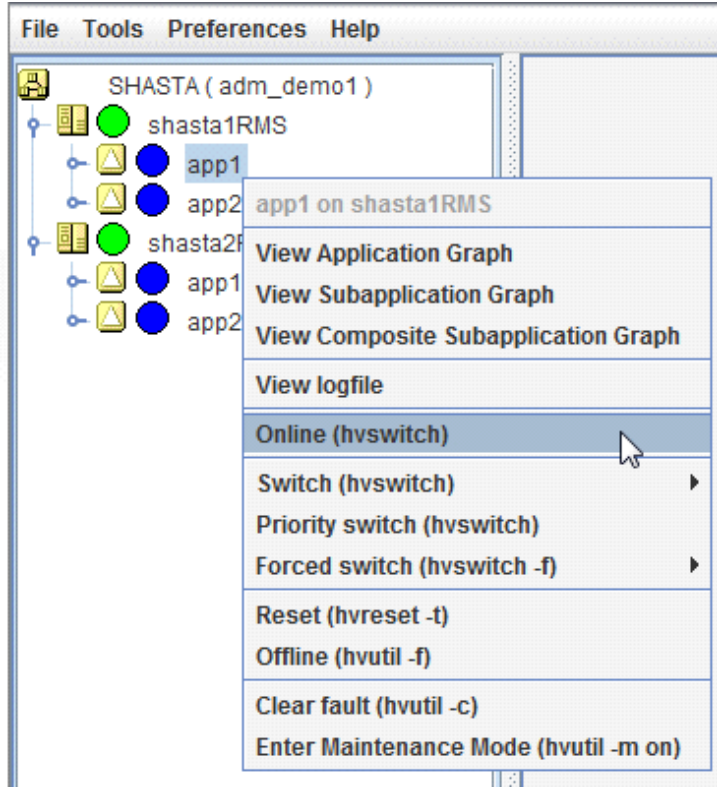 File Tools Preferences Help
SHASTA ( adm_demo1 )
shasta1RMS
app1
app2
shasta2
app1
app2
app1 on shasta1RMS
View Application Graph
View Subapplication Graph
View Composite Subapplication Graph
View logfile
Online (hvswitch)
Switch (hvswitch)
Priority switch (hvswitch)
Forced switch (hvswitch -f)
Reset (hvreset -t)
Offline (hvutil -f)
Clear fault (hvutil -c)
Enter Maintenance Mode (hvutil -m on)